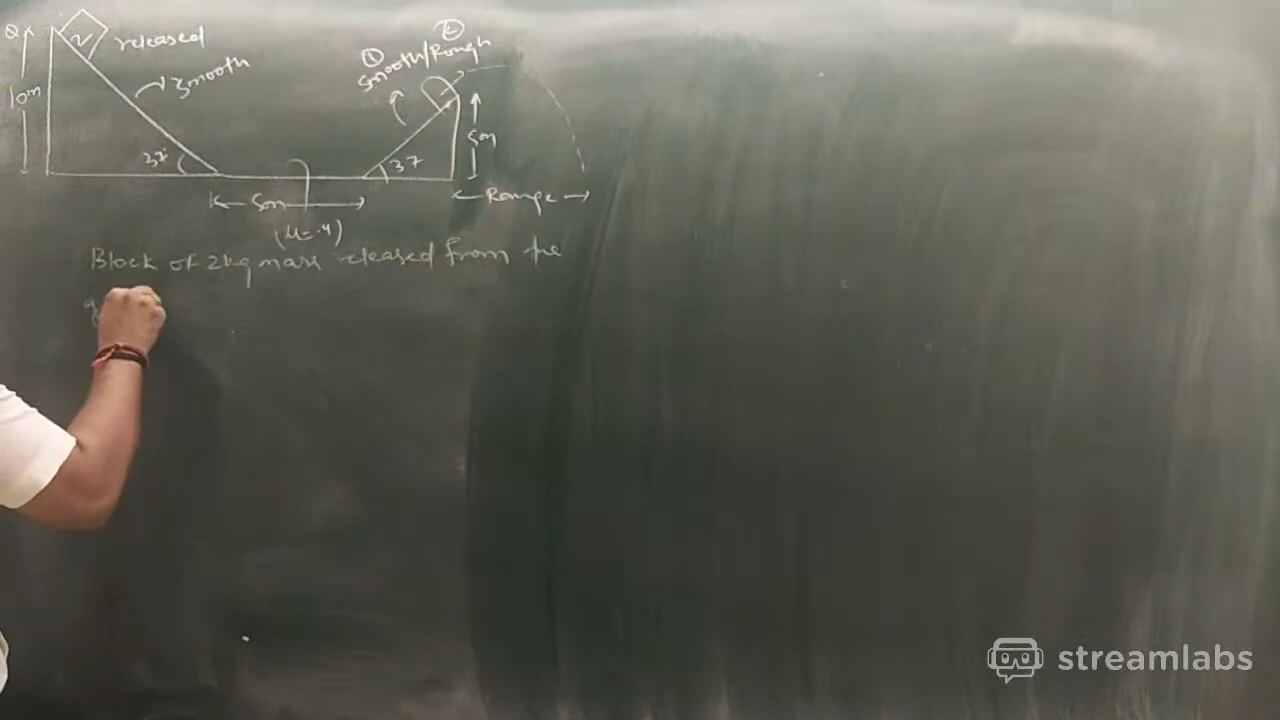 ②
Q
2
released
①
smooth/Rough
smooth
10m
5m
37°
37
5m
Range
(μ=.4)
Block of 2kg mass released from the
streamlabs